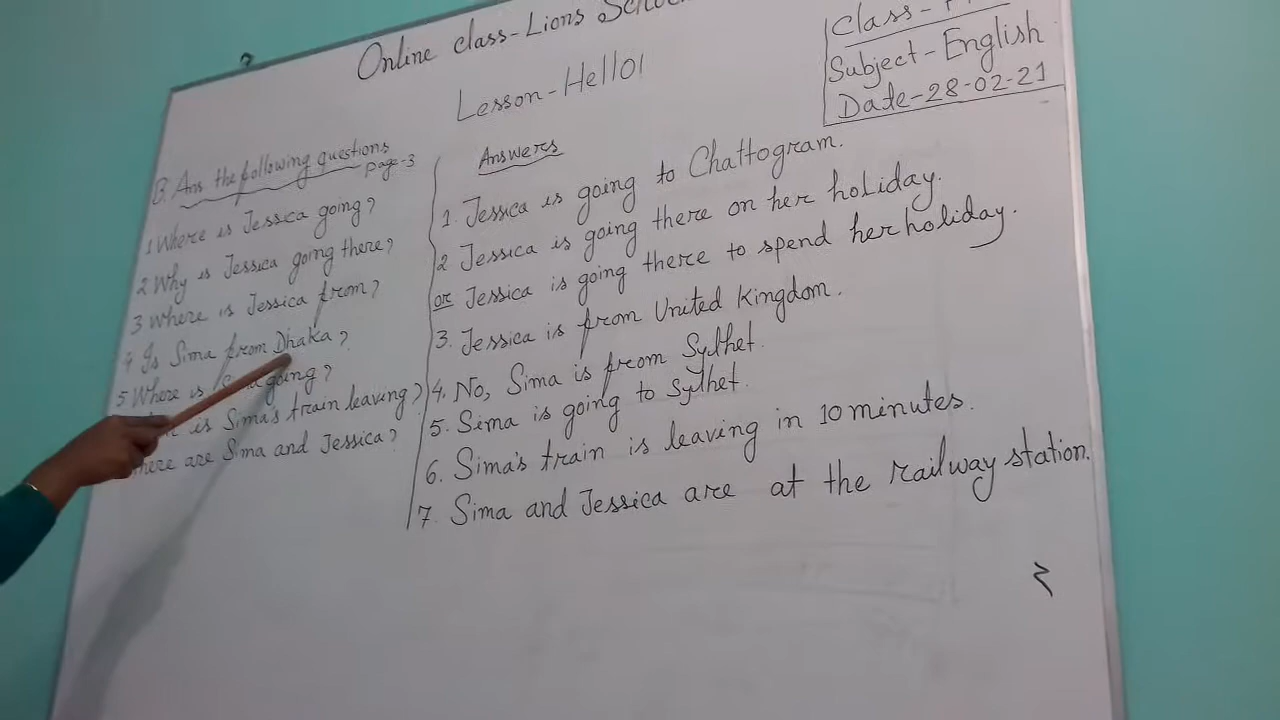 Online class-Lions School
Lesson-Hello!
Class-
Subject-English
Date-28-02-21
B. Ans the following questions
page-3
1 Where is Jessica going?
2 Why is Jessica going there?
3 Where is Jessica from?
4 Is Sima from Dhaka?
5 Where is Sima going?
is Sima's train leaving?
Where are Sima and Jessica?
Answers
1. Jessica is going to Chattogram.
2 Jessica is going there on her holiday.
or Jessica is going there to spend her holiday.
3. Jessica is from United Kingdom.
4. No, Sima is from Sylhet.
5. Sima is going to Sylhet.
6. Sima's train is leaving in 10 minutes.
7. Sima and Jessica are at the railway station.